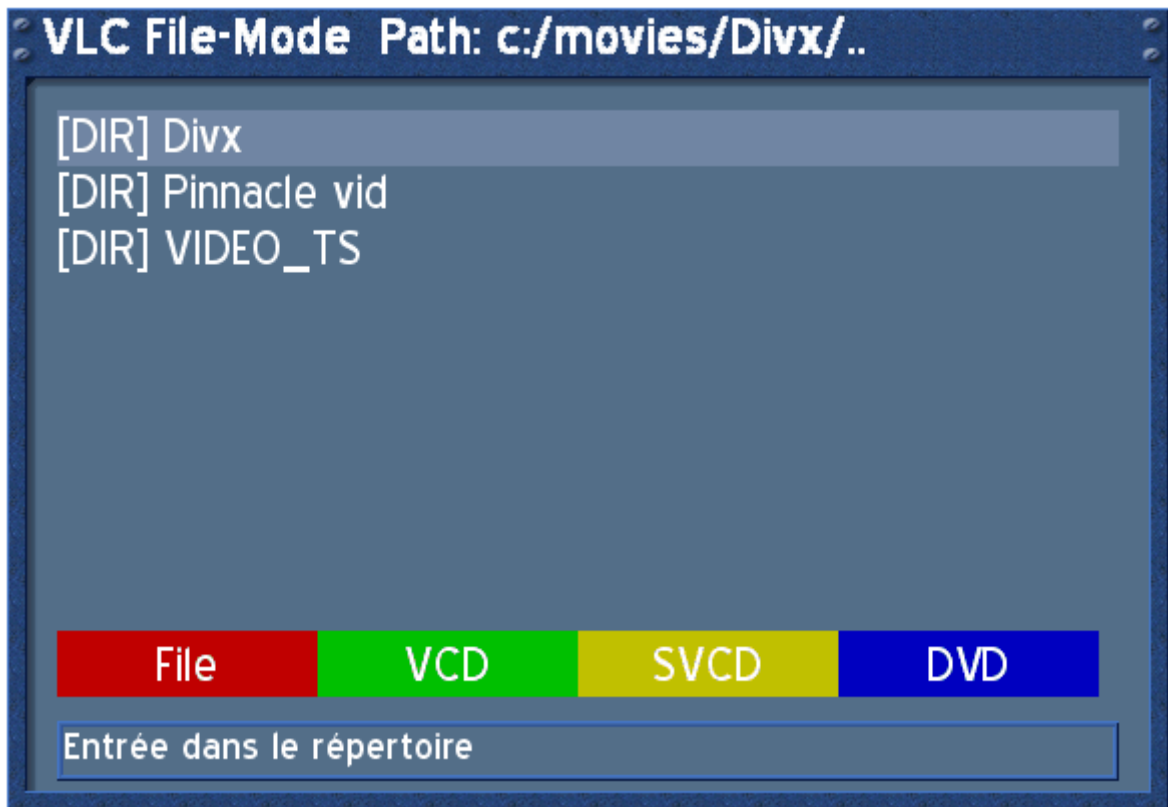 VLC File-Mode Path: c:/movies/Divx/..
[DIR] Divx
[DIR] Pinnacle vid
[DIR] VIDEO_TS
File VCD SVCD DVD
Entrée dans le répertoire